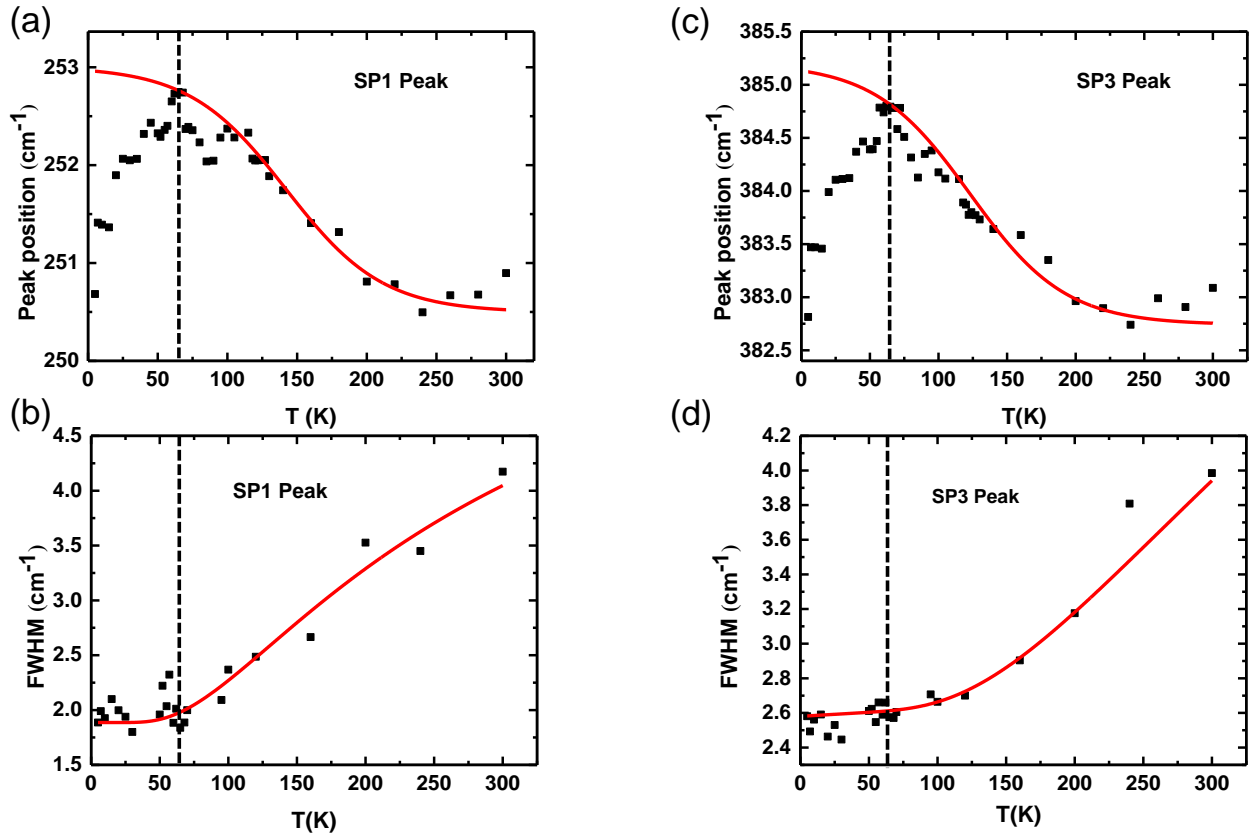 (a)
Peak position (cm⁻¹)
253
252
251
250
SP1 Peak
0 50 100 150 200 250 300
T (K)
(c)
Peak position (cm⁻¹)
385.5
385.0
384.5
384.0
383.5
383.0
382.5
SP3 Peak
0 50 100 150 200 250 300
T(K)
(b)
FWHM (cm⁻¹)
4.5
4.0
3.5
3.0
2.5
2.0
1.5
SP1 Peak
0 50 100 150 200 250 300
T(K)
(d)
FWHM (cm⁻¹)
4.2
4.0
3.8
3.6
3.4
3.2
3.0
2.8
2.6
2.4
SP3 Peak
0 50 100 150 200 250 300
T(K)